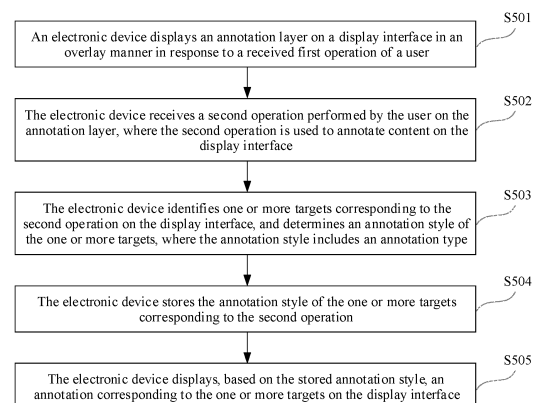 S501
An electronic device displays an annotation layer on a display interface in an
overlay manner in response to a received first operation of a user
S502
The electronic device receives a second operation performed by the user on the
annotation layer, where the second operation is used to annotate content on the
display interface
S503
The electronic device identifies one or more targets corresponding to the
second operation on the display interface, and determines an annotation style of
the one or more targets, where the annotation style includes an annotation type
S504
The electronic device stores the annotation style of the one or more targets
corresponding to the second operation
S505
The electronic device displays, based on the stored annotation style, an
annotation corresponding to the one or more targets on the display interface